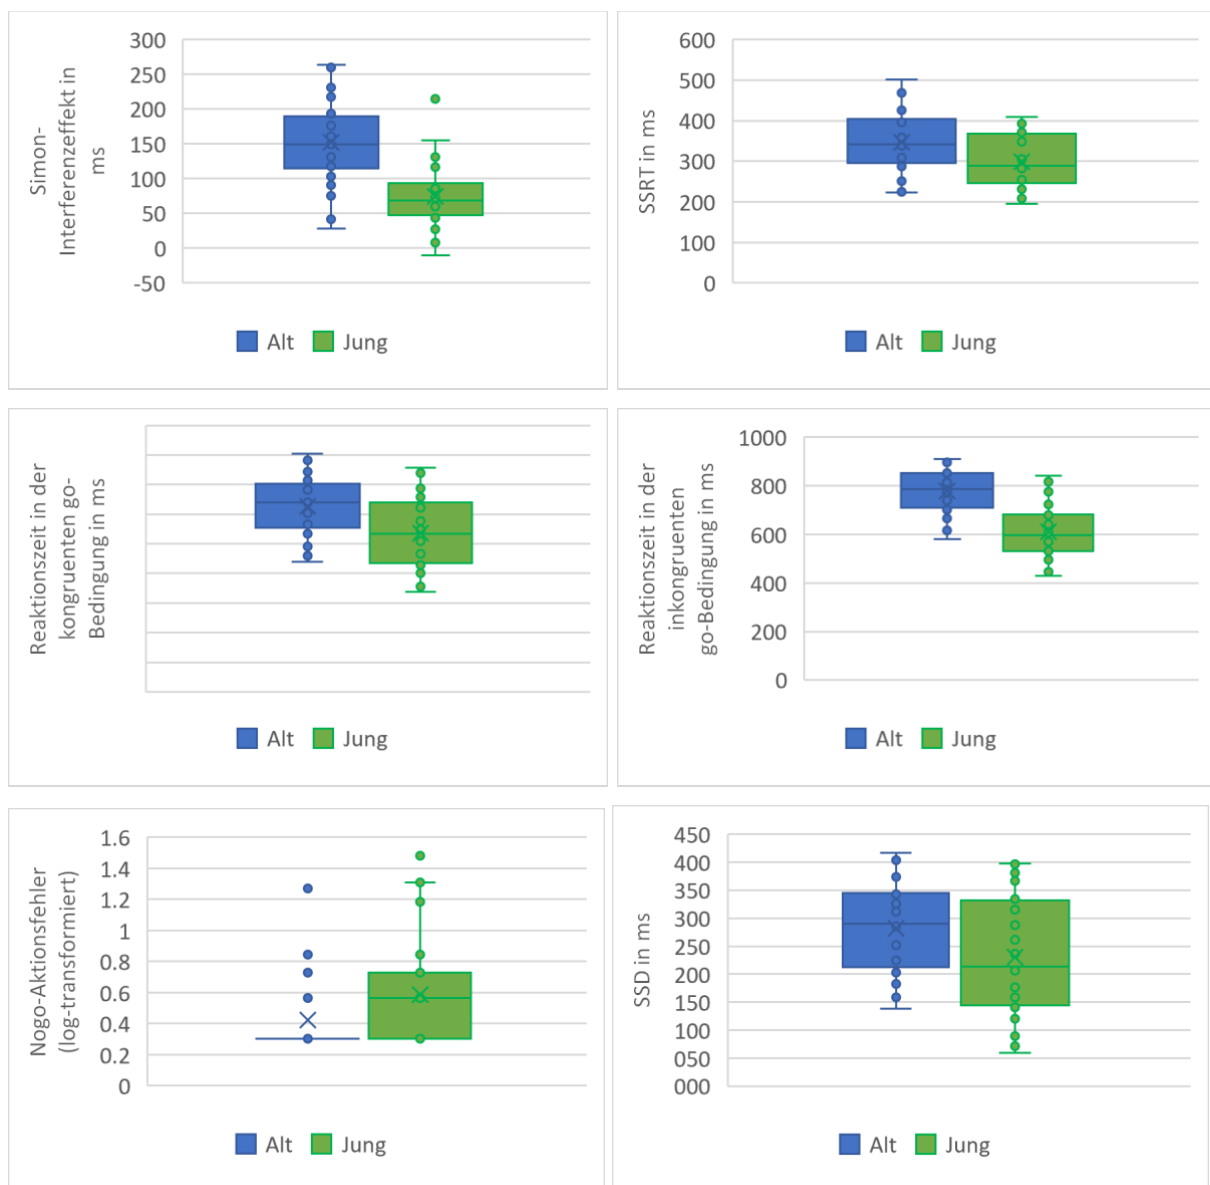 300
250
200
150
100
50
0
-50
Simon-
Interferenzeffekt in
ms
Alt Jung
600
500
400
300
200
100
0
SSRT in ms
Alt Jung
Reaktionszeit in der
kongruenten go-
Bedingung in ms
Alt Jung
1000
800
600
400
200
0
Reaktionszeit in der
inkongruenten
go-Bedingung in ms
Alt Jung
1.6
1.4
1.2
1
0.8
0.6
0.4
0.2
0
Nogo-Aktionsfehler
(log-transformiert)
Alt Jung
450
400
350
300
250
200
150
100
050
000
SSD in ms
Alt Jung